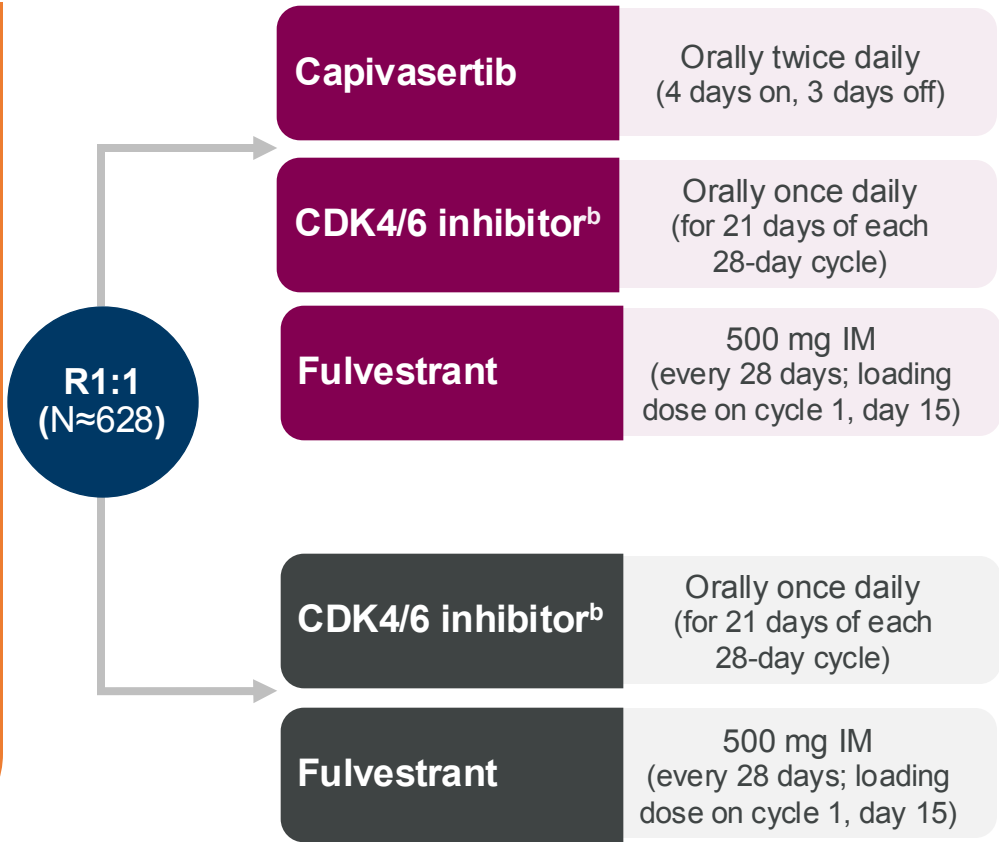 Capivasertib
Orally twice daily
(4 days on, 3 days off)
CDK4/6 inhibitorᵇ
Orally once daily
(for 21 days of each
28-day cycle)
Fulvestrant
500 mg IM
(every 28 days; loading
dose on cycle 1, day 15)
R1:1
(N≈628)
CDK4/6 inhibitorᵇ
Orally once daily
(for 21 days of each
28-day cycle)
Fulvestrant
500 mg IM
(every 28 days; loading
dose on cycle 1, day 15)